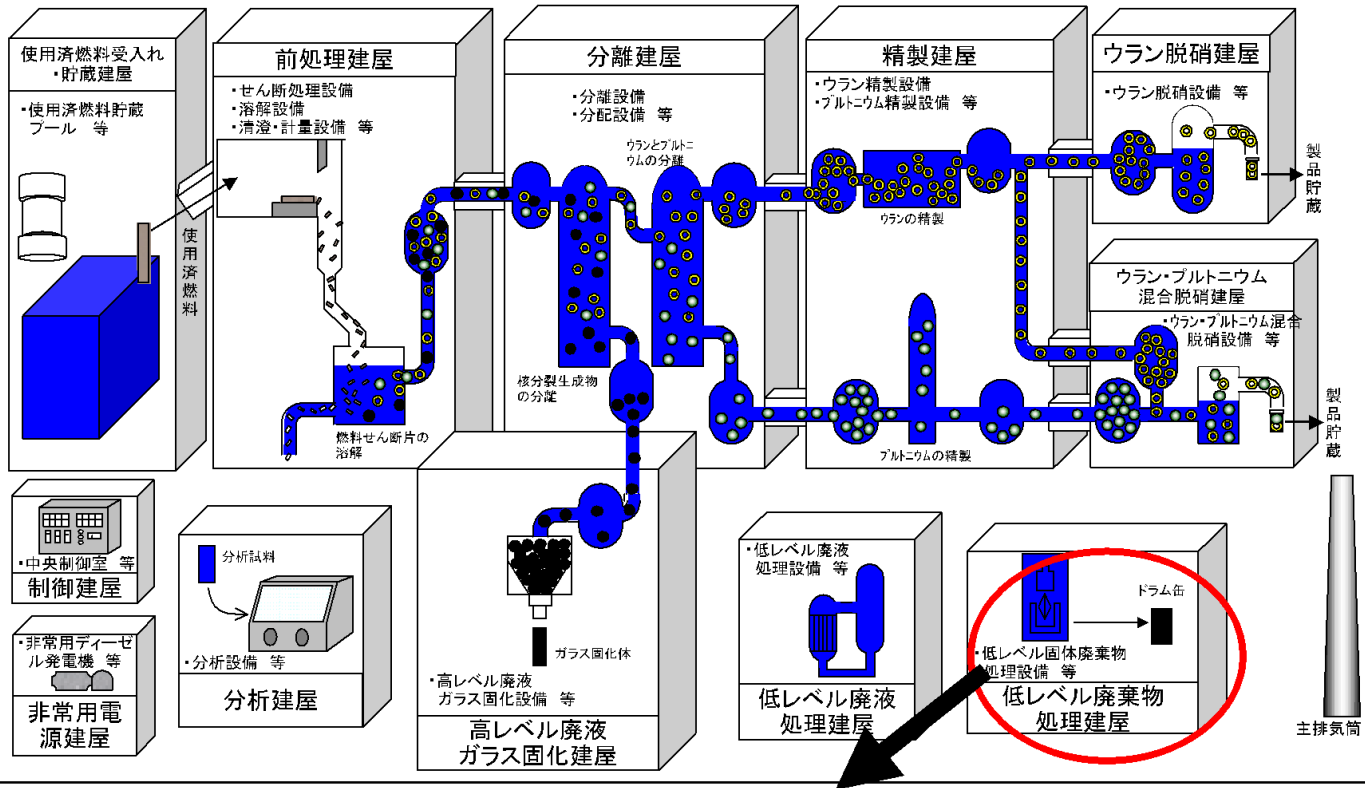 使用済燃料受入れ
・貯蔵建屋
・使用済燃料貯蔵
プール 等
使用済燃料
前処理建屋
・せん断処理設備
・溶解設備
・清澄・計量設備 等
燃料せん断片の
溶解
分離建屋
・分離設備
・分配設備 等
ウランとプルトニ
ウムの分離
核分裂生成物
の分離
精製建屋
・ウラン精製設備
・プルトニウム精製設備 等
ウランの精製
プルトニウムの精製
ウラン脱硝建屋
・ウラン脱硝設備 等
製品貯蔵
ウラン・プルトニウム
混合脱硝建屋
・ウラン・プルトニウム混合
脱硝設備 等
製品貯蔵
・中央制御室 等
制御建屋
・非常用ディーゼ
ル発電機 等
非常用電
源建屋
分析試料
・分析設備 等
分析建屋
ガラス固化体
・高レベル廃液
ガラス固化設備 等
高レベル廃液
ガラス固化建屋
・低レベル廃液
処理設備 等
低レベル廃液
処理建屋
ドラム缶
・低レベル固体廃棄物
処理設備 等
低レベル廃棄物
処理建屋
主排気筒